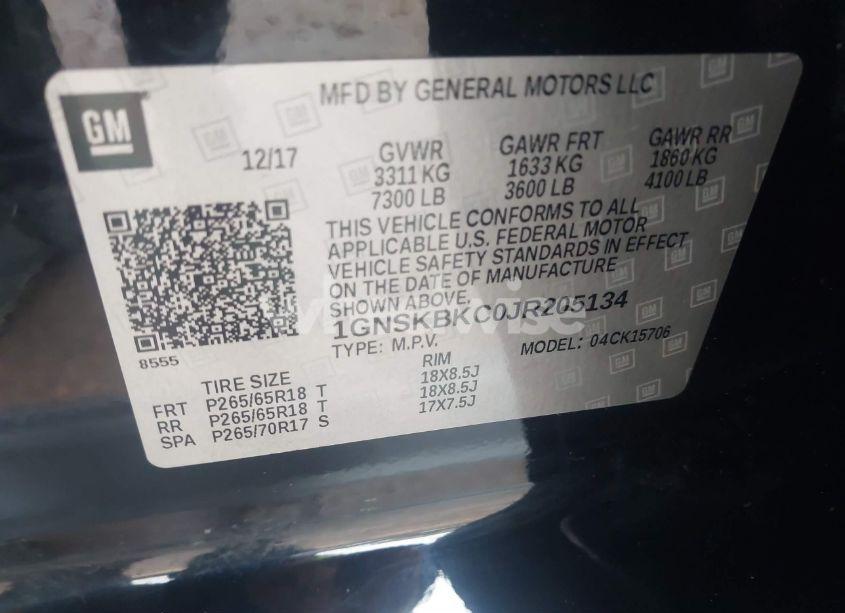 GM
MFD BY GENERAL MOTORS LLC
12/17
GVWR
3311 KG
7300 LB
GAWR FRT
1633 KG
3600 LB
GAWR RR
1860 KG
4100 LB
THIS VEHICLE CONFORMS TO ALL
APPLICABLE U.S. FEDERAL MOTOR
VEHICLE SAFETY STANDARDS IN EFFECT
ON THE DATE OF MANUFACTURE
SHOWN ABOVE.
1GNSKBKC0JR205134
TYPE: M.P.V. MODEL: 04CK15706
8555
TIRE SIZE RIM
FRT P265/65R18 T 18X8.5J
RR P265/65R18 T 18X8.5J
SPA P265/70R17 S 17X7.5J